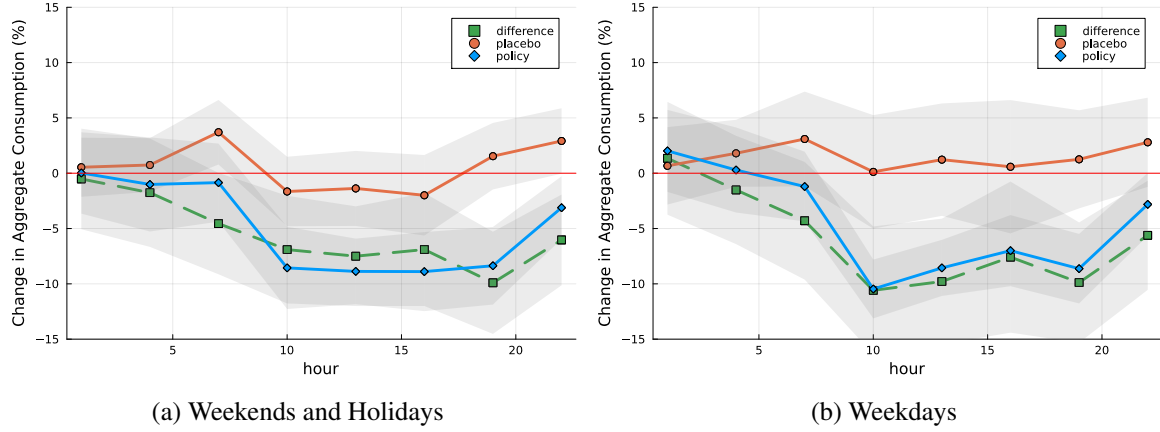 Change in Aggregate Consumption (%)
15
10
5
0
−5
−10
−15
difference
placebo
policy
5
10
15
20
hour
(a) Weekends and Holidays
Change in Aggregate Consumption (%)
15
10
5
0
−5
−10
−15
difference
placebo
policy
5
10
15
20
hour
(b) Weekdays